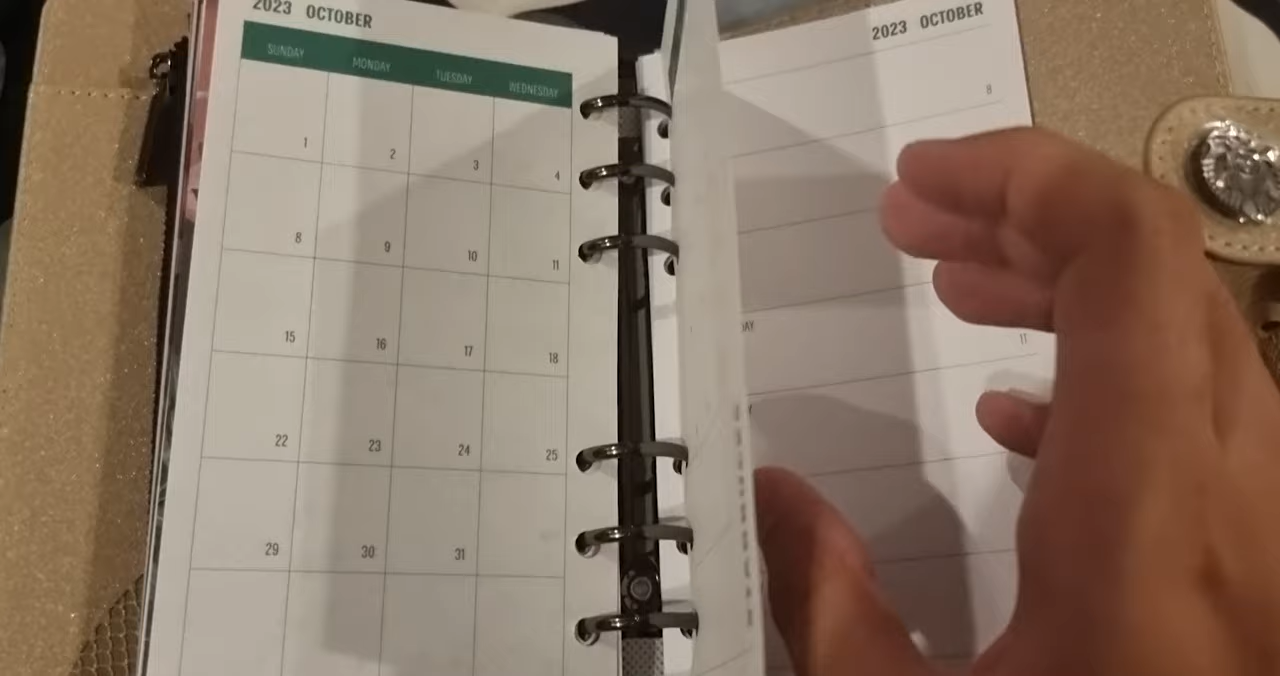 2023 OCTOBER
SUNDAY MONDAY TUESDAY WEDNESDAY
1 2 3 4
8 9 10 11
15 16 17 18
22 23 24 25
29 30 31
2023 OCTOBER
8
11